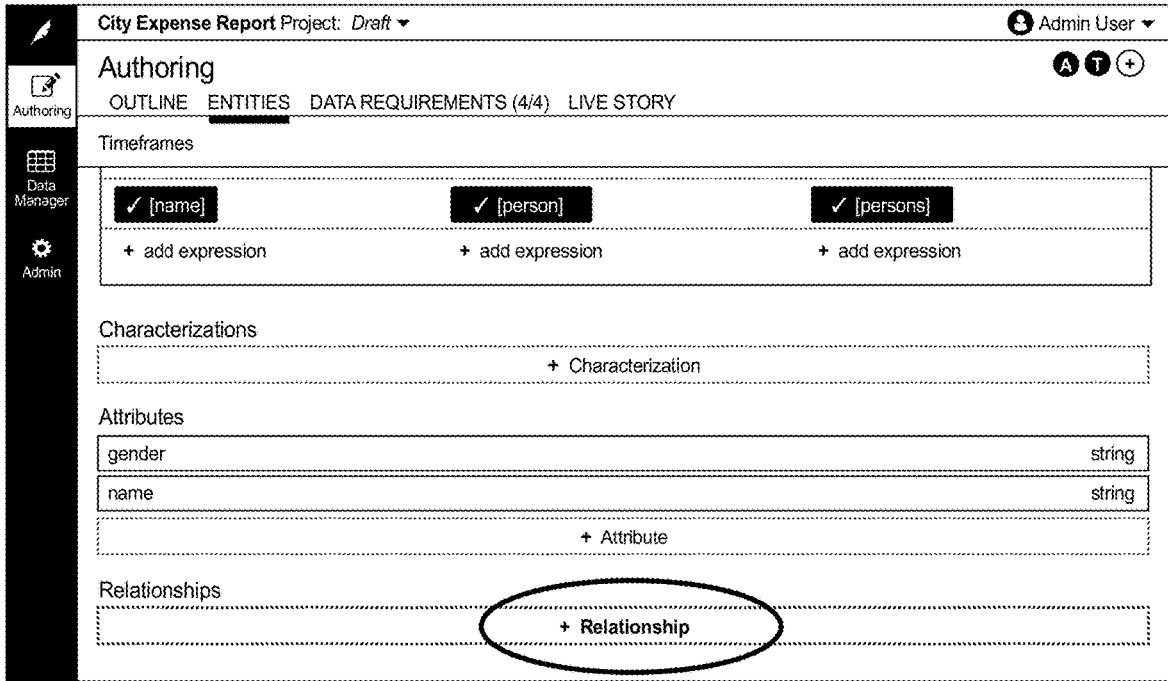 City Expense Report Project: Draft
Admin User
Authoring
A T +
OUTLINE ENTITIES DATA REQUIREMENTS (4/4) LIVE STORY
Authoring
Timeframes
Data
Manager
Admin
✓ [name] ✓ [person] ✓ [persons]
+ add expression + add expression + add expression
Characterizations
+ Characterization
Attributes
gender string
name string
+ Attribute
Relationships
+ Relationship